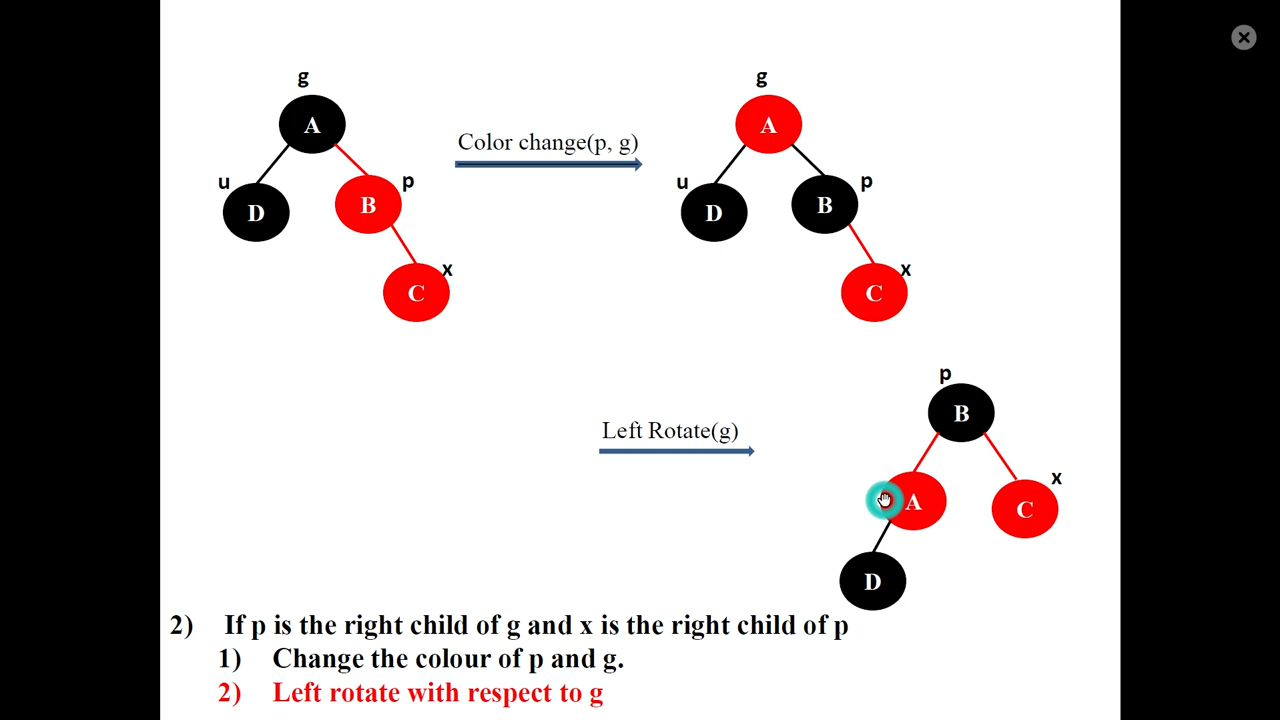 g g
A A
Color change(p, g)
u p u p
D B D B
x x
C C
p
B
Left Rotate(g)
x
A C
D
2) If p is the right child of g and x is the right child of p
1) Change the colour of p and g.
2) Left rotate with respect to g